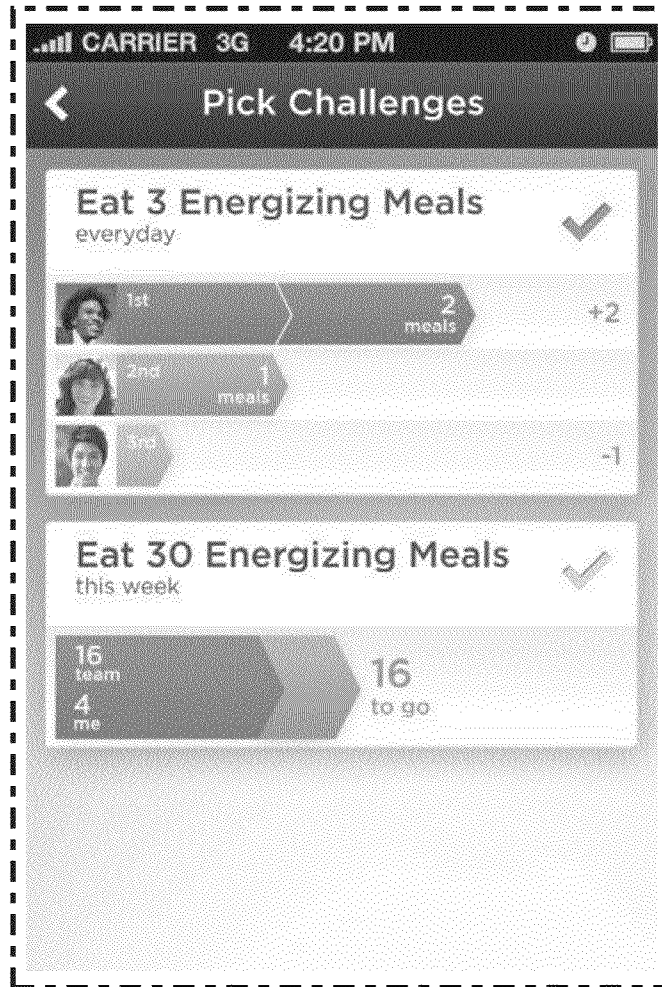 CARRIER 3G 4:20 PM
Pick Challenges
Eat 3 Energizing Meals
everyday
1st
2
meals
+2
2nd
1
meals
3rd
-1
Eat 30 Energizing Meals
this week
16
team
4
me
16
to go